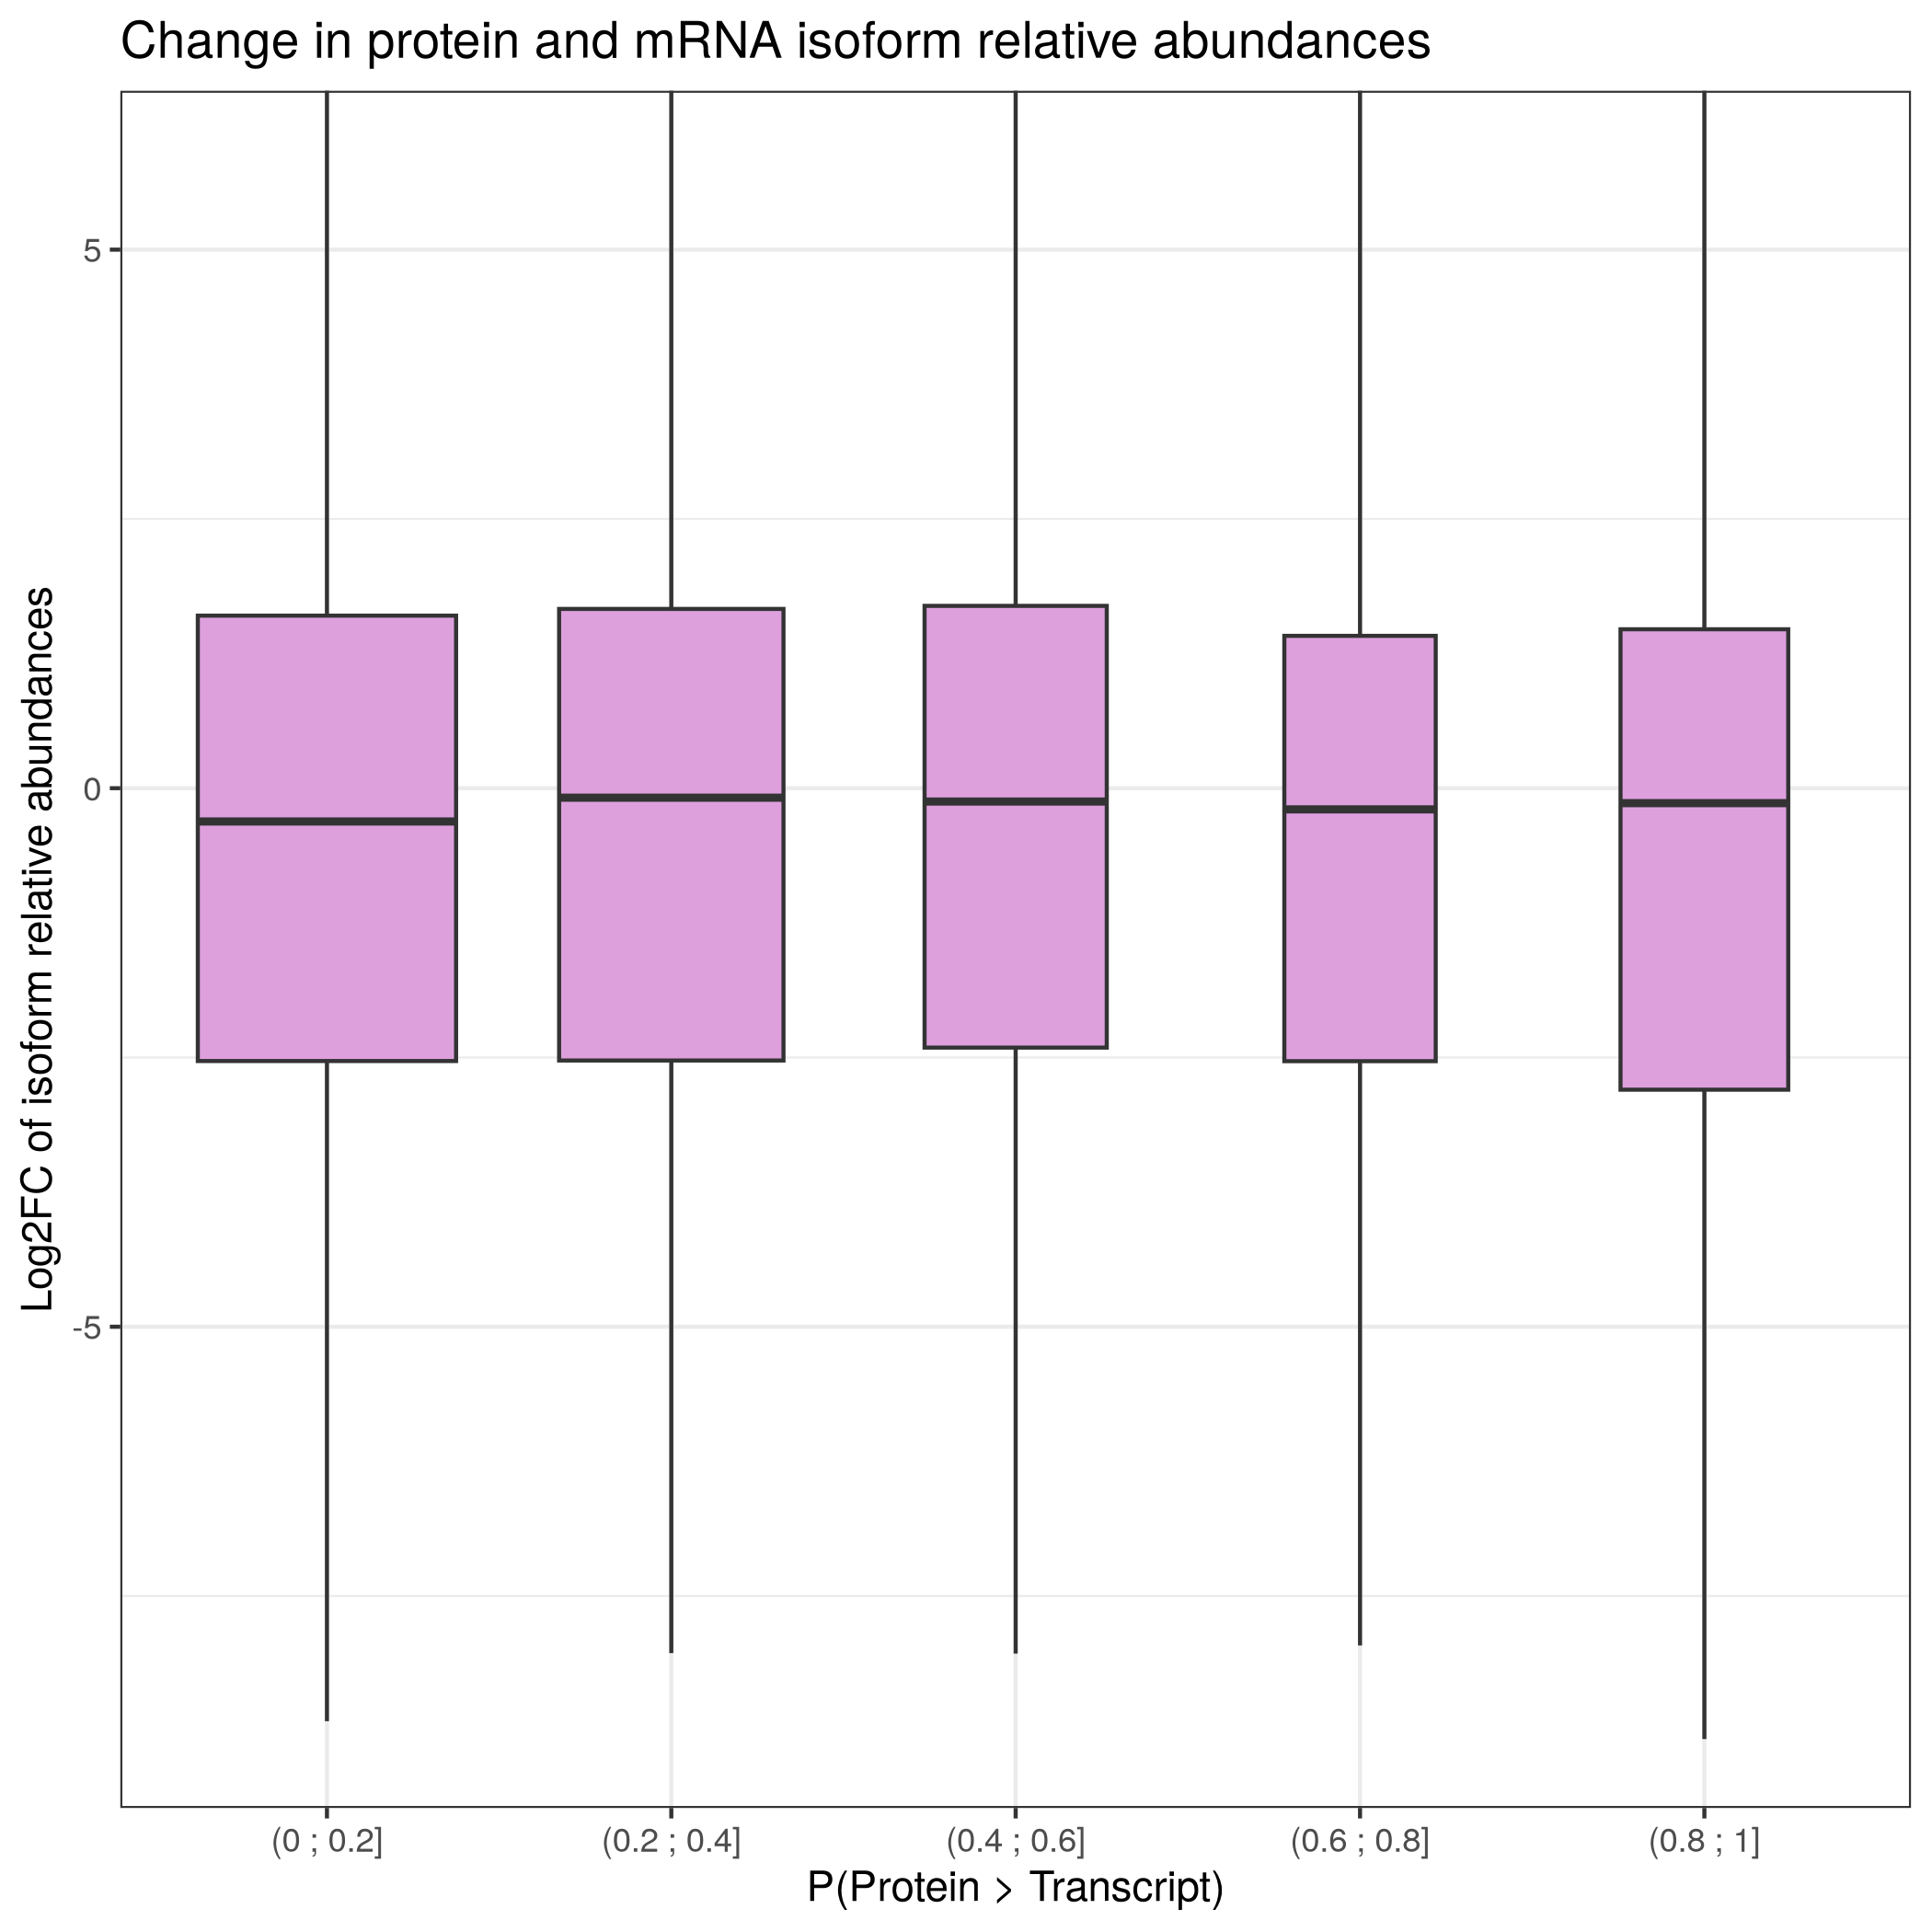 Change in protein and mRNA isoform relative abundances
Log2FC of isoform relative abundances
5
0
-5
(0 ; 0.2]
(0.2 ; 0.4]
(0.4 ; 0.6]
(0.6 ; 0.8]
(0.8 ; 1]
P(Protein > Transcript)